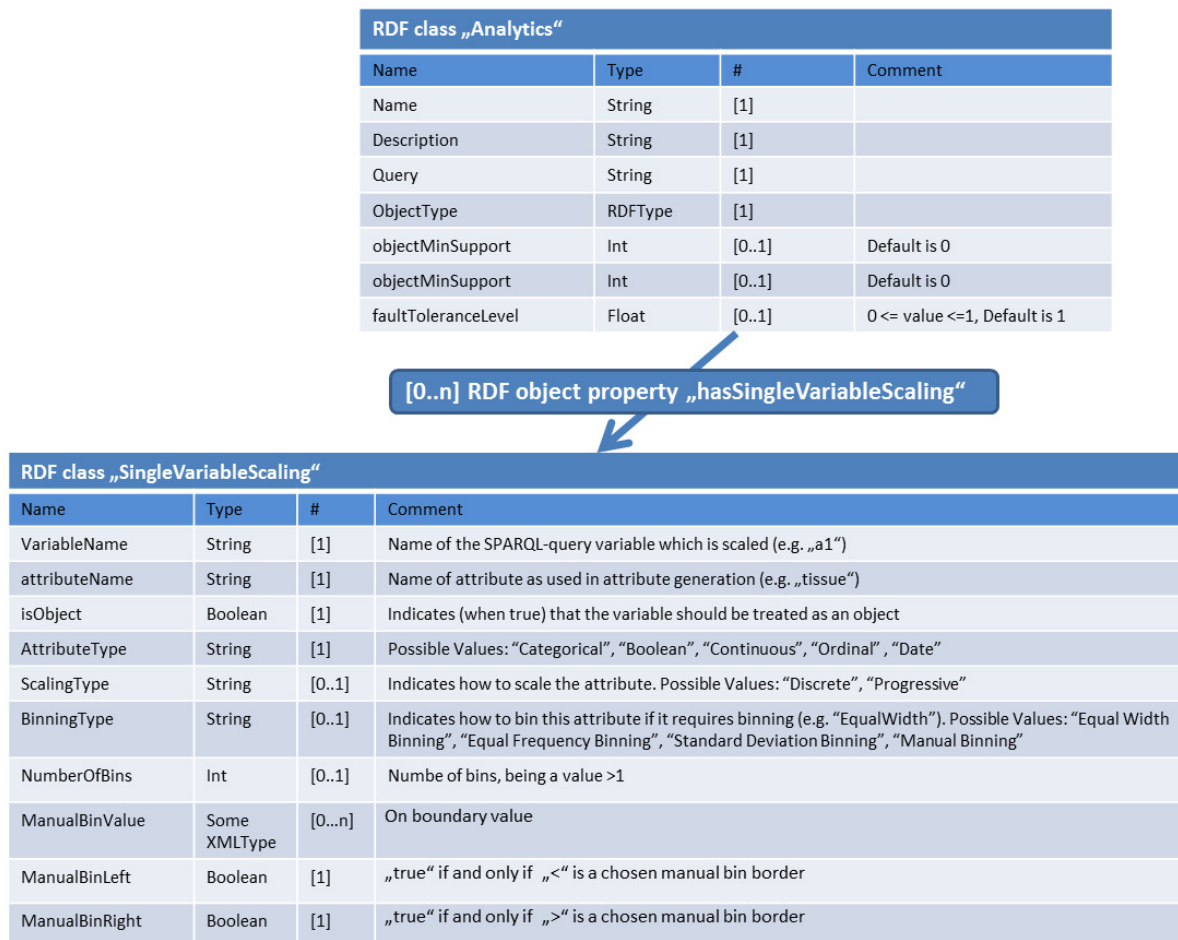 RDF class „Analytics“
Name Type # Comment
Name String [1]
Description String [1]
Query String [1]
ObjectType RDFType [1]
objectMinSupport Int [0..1] Default is 0
objectMinSupport Int [0..1] Default is 0
faultToleranceLevel Float [0..1] 0 <= value <=1, Default is 1
[0..n] RDF object property „hasSingleVariableScaling“
RDF class „SingleVariableScaling“
Name Type # Comment
VariableName String [1] Name of the SPARQL-query variable which is scaled (e.g. „a1“)
attributeName String [1] Name of attribute as used in attribute generation (e.g. „tissue“)
isObject Boolean [1] Indicates (when true) that the variable should be treated as an object
AttributeType String [1] Possible Values: “Categorical”, “Boolean”, “Continuous”, “Ordinal” , “Date”
ScalingType String [0..1] Indicates how to scale the attribute. Possible Values: “Discrete”, “Progressive”
BinningType String [0..1] Indicates how to bin this attribute if it requires binning (e.g. “EqualWidth”). Possible Values: “Equal Width
Binning”, “Equal Frequency Binning”, “Standard Deviation Binning”, “Manual Binning”
NumberOfBins Int [0..1] Numbe of bins, being a value >1
ManualBinValue Some [0...n] On boundary value
XMLType
ManualBinLeft Boolean [1] „true“ if and only if „<“ is a chosen manual bin border
ManualBinRight Boolean [1] „true“ if and only if „>“ is a chosen manual bin border